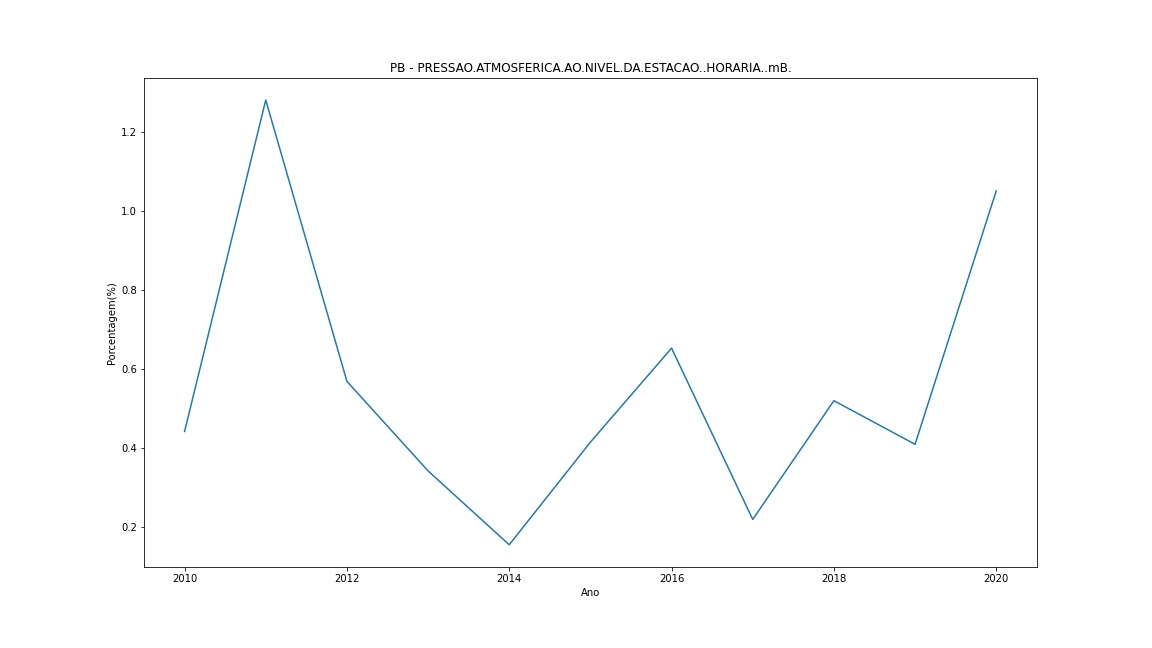 PB - PRESSAO.ATMOSFERICA.AO.NIVEL.DA.ESTACAO..HORARIA..mB.
1.2
1.0
0.8
0.6
0.4
0.2
Porcentagem(%)
2010 2012 2014 2016 2018 2020
Ano